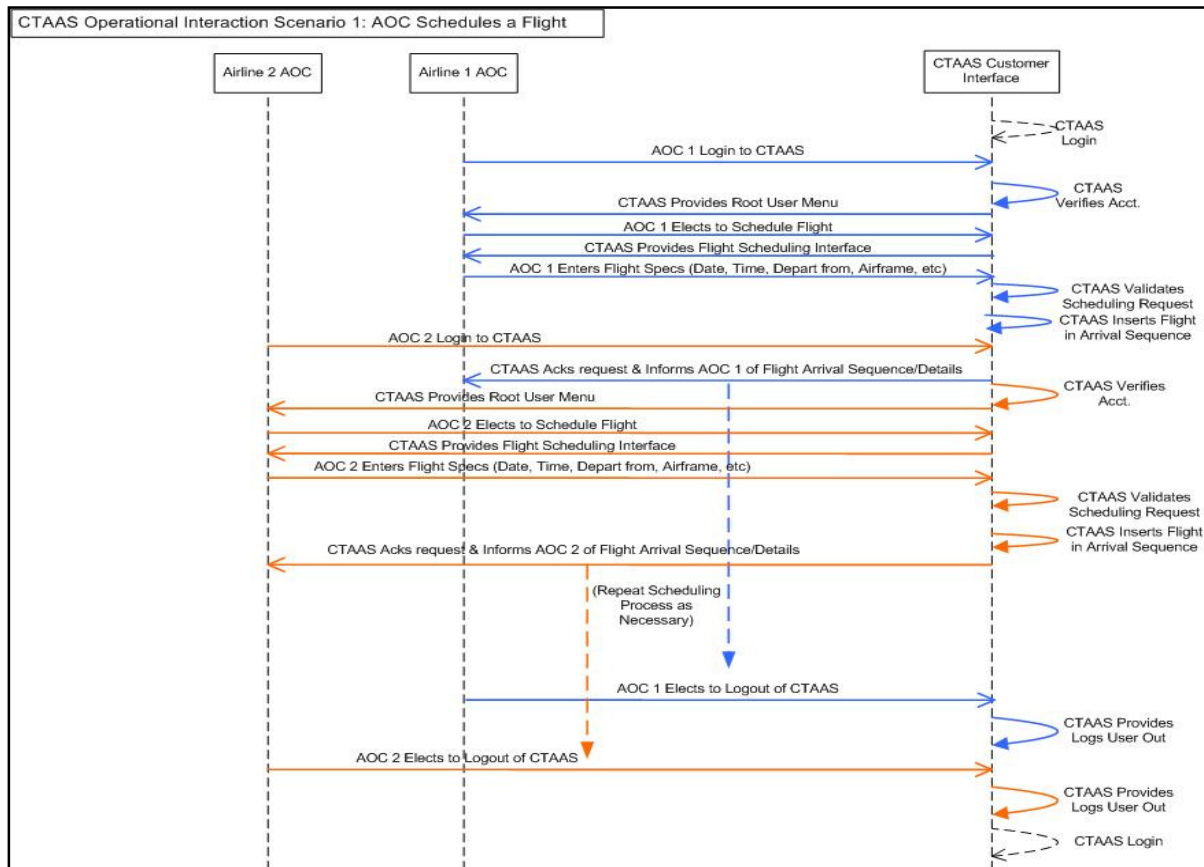 CTAAS Operational Interaction Scenario 1: AOC Schedules a Flight
Airline 2 AOC
Airline 1 AOC
CTAAS Customer
Interface
CTAAS
Login
AOC 1 Login to CTAAS
CTAAS
Verifies Acct.
CTAAS Provides Root User Menu
AOC 1 Elects to Schedule Flight
CTAAS Provides Flight Scheduling Interface
AOC 1 Enters Flight Specs (Date, Time, Depart from, Airframe, etc)
CTAAS Validates
Scheduling Request
CTAAS Inserts Flight
in Arrival Sequence
AOC 2 Login to CTAAS
CTAAS Acks request & Informs AOC 1 of Flight Arrival Sequence/Details
CTAAS Verifies
Acct.
CTAAS Provides Root User Menu
AOC 2 Elects to Schedule Flight
CTAAS Provides Flight Scheduling Interface
AOC 2 Enters Flight Specs (Date, Time, Depart from, Airframe, etc)
CTAAS Validates
Scheduling Request
CTAAS Inserts Flight
in Arrival Sequence
CTAAS Acks request & Informs AOC 2 of Flight Arrival Sequence/Details
(Repeat Scheduling
Process as
Necessary)
AOC 1 Elects to Logout of CTAAS
CTAAS Provides
Logs User Out
AOC 2 Elects to Logout of CTAAS
CTAAS Provides
Logs User Out
CTAAS Login